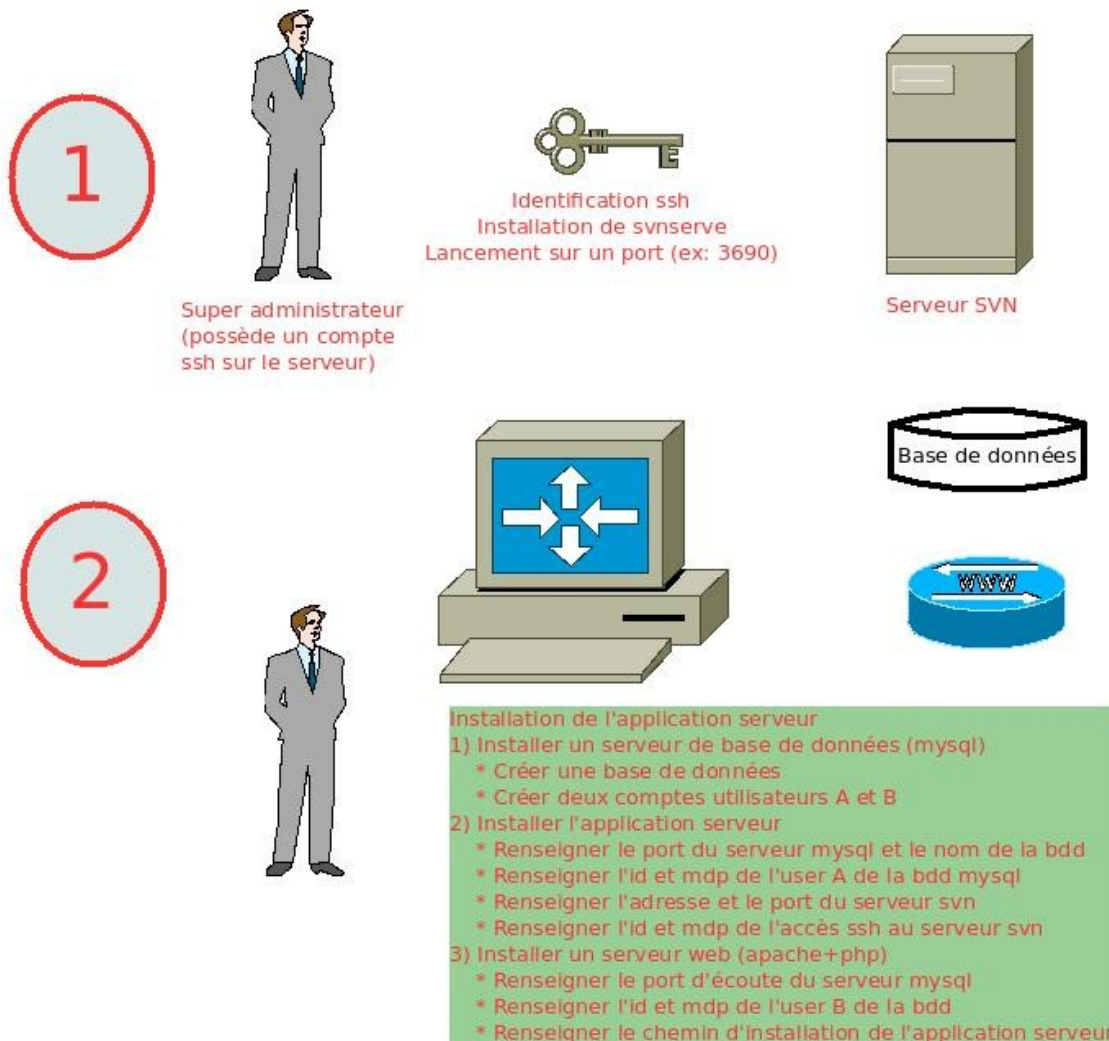 1
Identification ssh
Installation de svnserve
Lancement sur un port (ex: 3690)
Super administrateur
(possède un compte
ssh sur le serveur)
Serveur SVN
Base de données
2
WWW
Installation de l'application serveur
1) Installer un serveur de base de données (mysql)
* Créer une base de données
* Créer deux comptes utilisateurs A et B
2) Installer l'application serveur
* Renseigner le port du serveur mysql et le nom de la bdd
* Renseigner l'id et mdp de l'user A de la bdd mysql
* Renseigner l'adresse et le port du serveur svn
* Renseigner l'id et mdp de l'accès ssh au serveur svn
3) Installer un serveur web (apache+php)
* Renseigner le port d'écoute du serveur mysql
* Renseigner l'id et mdp de l'user B de la bdd
* Renseigner le chemin d'installation de l'application serveur